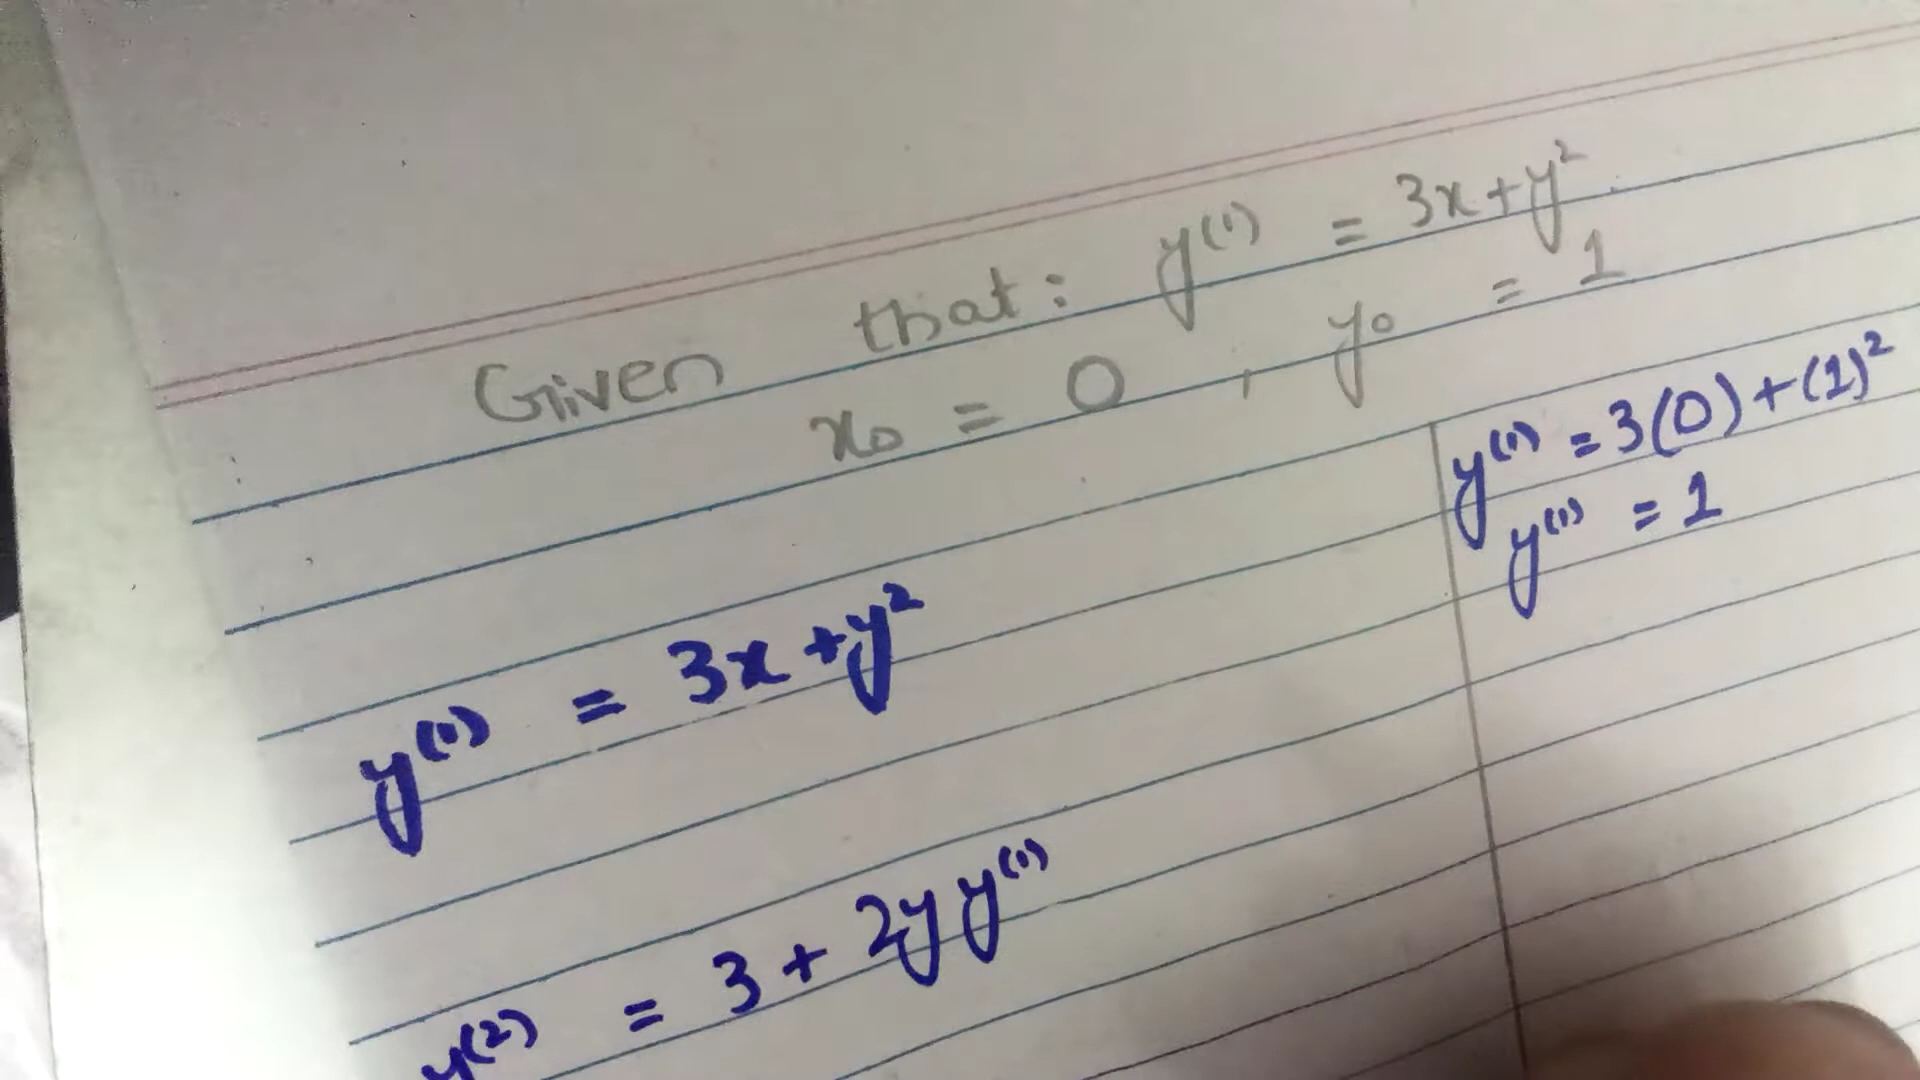 Given that: y⁽¹⁾ = 3x+y²
x₀ = 0 , y₀ = 1
y⁽¹⁾ = 3x+y²
y⁽²⁾ = 3 + 2y y⁽¹⁾
y⁽¹⁾ = 3(0)+(1)²
y⁽¹⁾ = 1